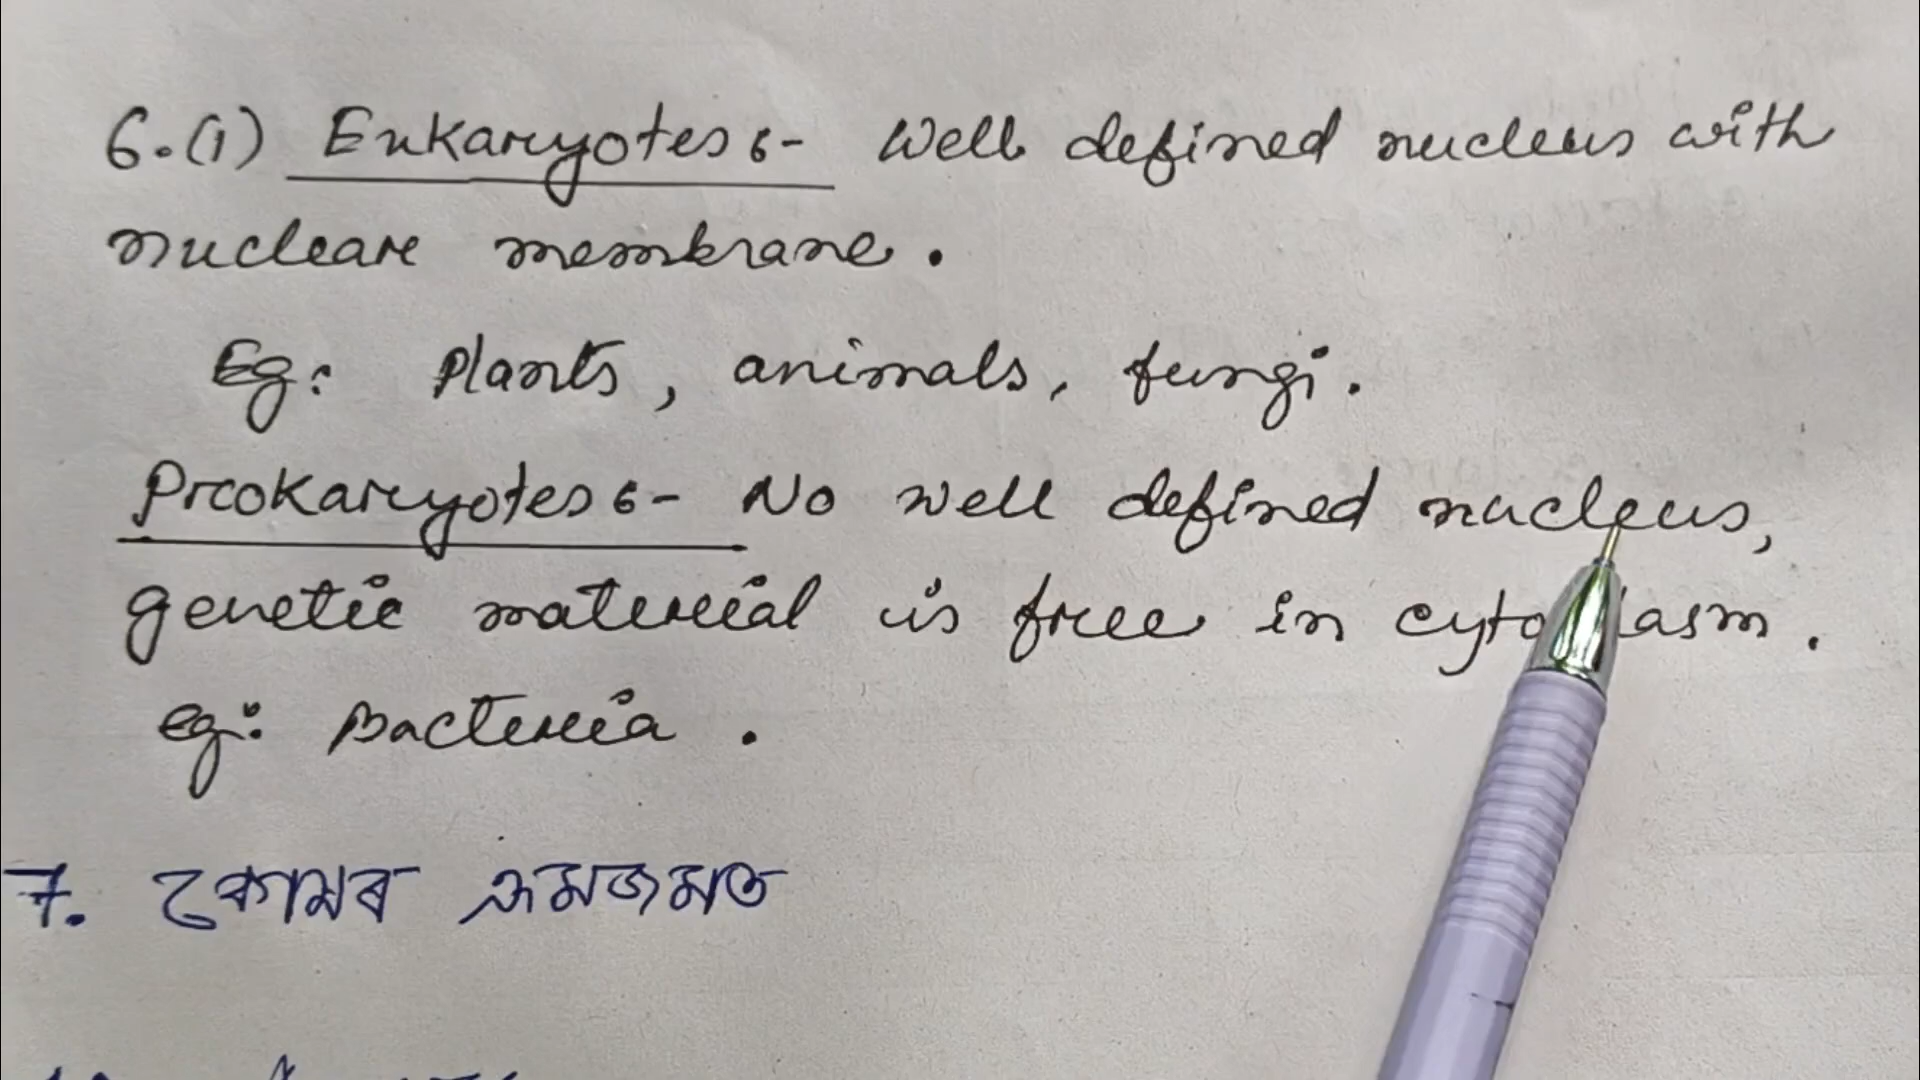 6.(1) Eukaryotes :- Well defined nucleus with
nuclear membrane.
Eg: Plants, animals, fungi.
Prokaryotes :- No well defined nucleus,
genetic material is free in cytoplasm.
eg: Bacteria.
7. কোষৰ